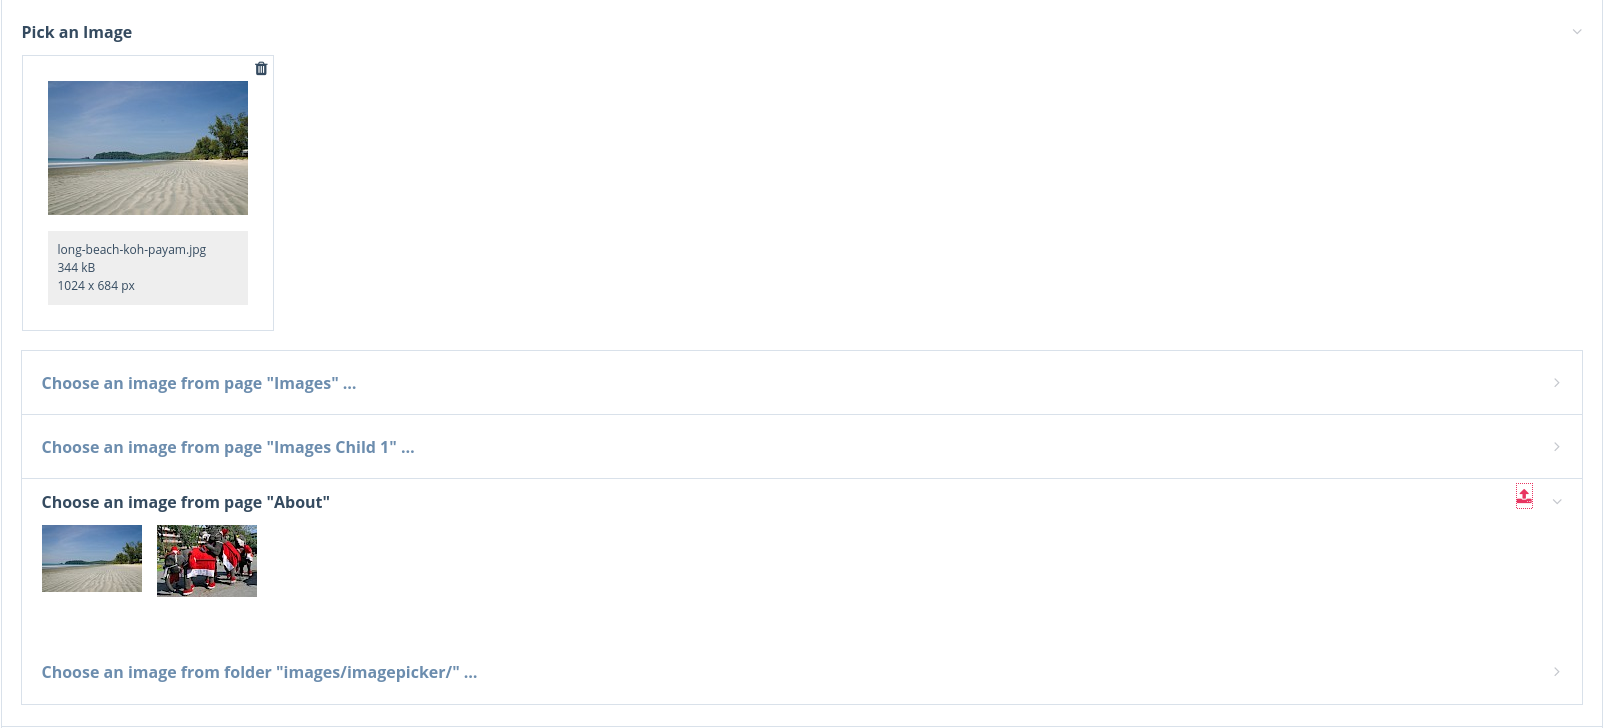 Pick an Image
long-beach-koh-payam.jpg
344 kB
1024 x 684 px
Choose an image from page "Images" ...
Choose an image from page "Images Child 1" ...
Choose an image from page "About"
Choose an image from folder "images/imagepicker/" ...